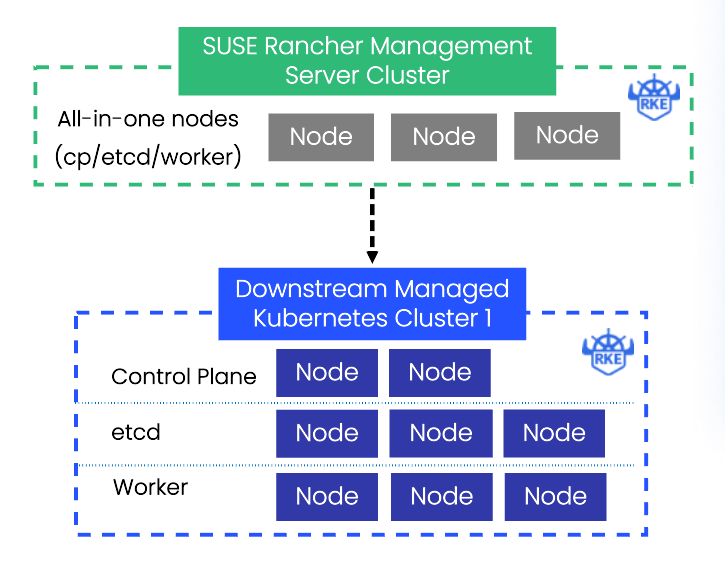 SUSE Rancher Management
Server Cluster
RKE
All-in-one nodes
(cp/etcd/worker)
Node
Node
Node
Downstream Managed
Kubernetes Cluster 1
RKE
Control Plane
Node
Node
etcd
Node
Node
Node
Worker
Node
Node
Node